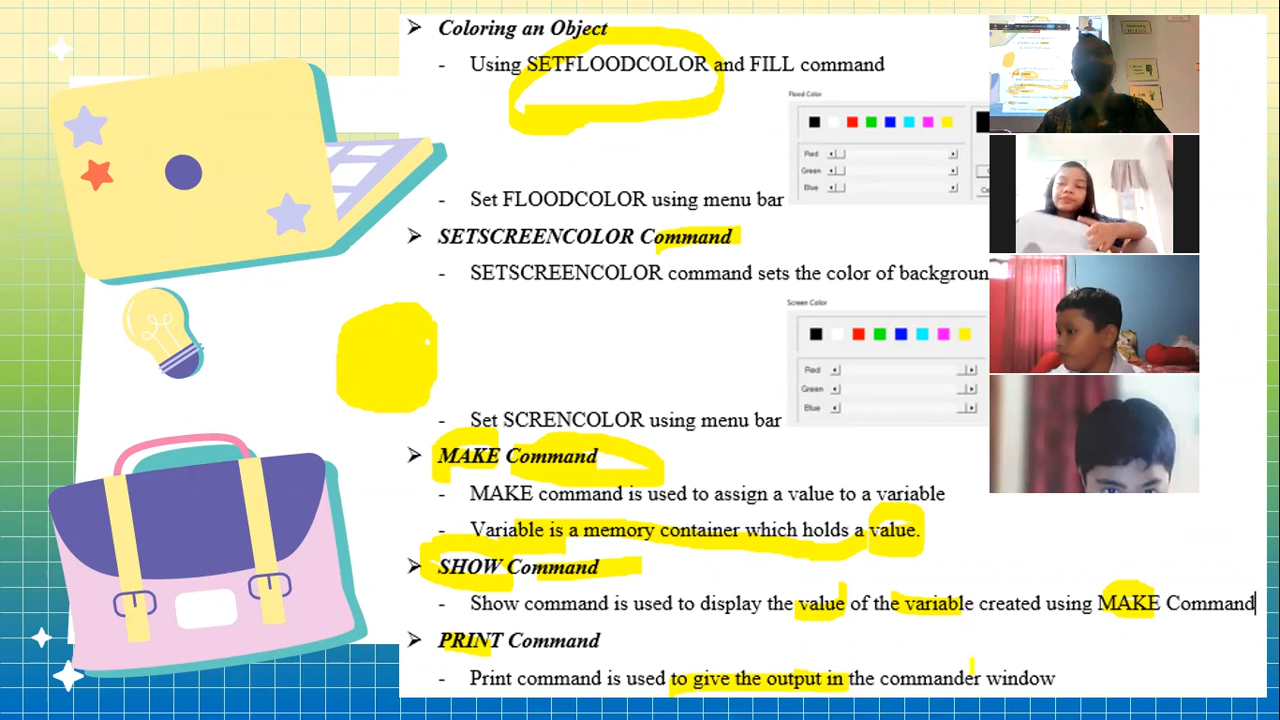 Coloring an Object
- Using SETFLOODCOLOR and FILL command
Flood Color
Red
Green
Blue
- Set FLOODCOLOR using menu bar
SETSCREENCOLOR Command
- SETSCREENCOLOR command sets the color of backgroun
Screen Color
Red
Green
Blue
- Set SCRENCOLOR using menu bar
MAKE Command
- MAKE command is used to assign a value to a variable
- Variable is a memory container which holds a value.
SHOW Command
- Show command is used to display the value of the variable created using MAKE Command
PRINT Command
- Print command is used to give the output in the commander window